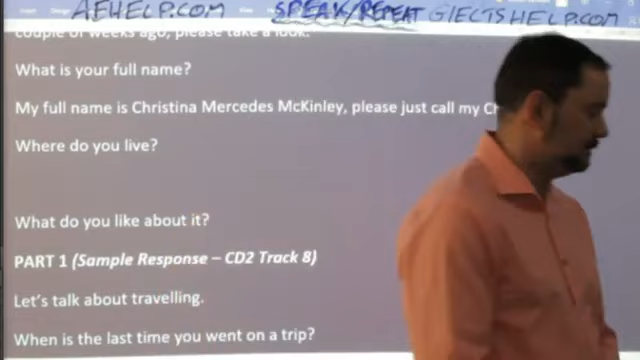 AEHELP.COM SPEAK/REPEAT GIELTSHELP.COM
couple of weeks ago, please take a look.
What is your full name?
My full name is Christina Mercedes McKinley, please just call my Ch
Where do you live?
What do you like about it?
PART 1 (Sample Response – CD2 Track 8)
Let's talk about travelling.
When is the last time you went on a trip?